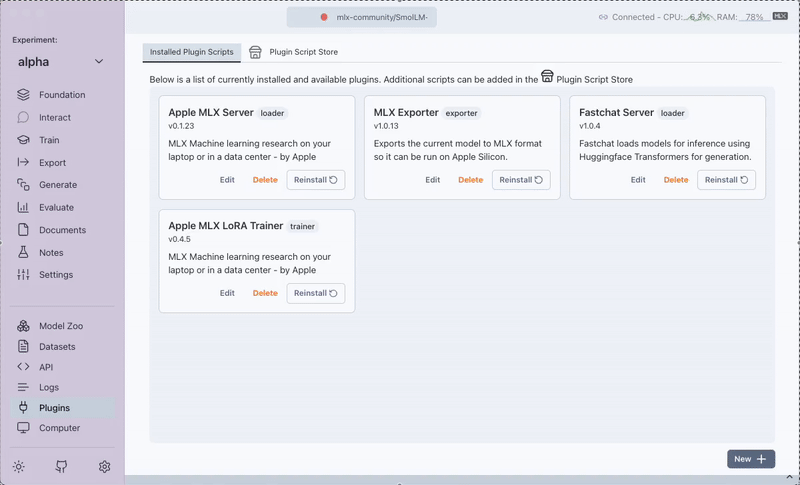 mlx-community/SmolLM-
Connected - CPU: 6.3% RAM: 78% MLX
Experiment:
alpha
Foundation
Interact
Train
Export
Generate
Evaluate
Documents
Notes
Settings
Model Zoo
Datasets
API
Logs
Plugins
Computer
Installed Plugin Scripts
Plugin Script Store
Below is a list of currently installed and available plugins. Additional scripts can be added in the Plugin Script Store
Apple MLX Server loader
v0.1.23
MLX Machine learning research on your
laptop or in a data center - by Apple
Edit Delete Reinstall
MLX Exporter exporter
v1.0.13
Exports the current model to MLX format
so it can be run on Apple Silicon.
Edit Delete Reinstall
Fastchat Server loader
v1.0.4
Fastchat loads models for inference using
Huggingface Transformers for generation.
Edit Delete Reinstall
Apple MLX LoRA Trainer trainer
v0.4.5
MLX Machine learning research on your
laptop or in a data center - by Apple
Edit Delete Reinstall
New